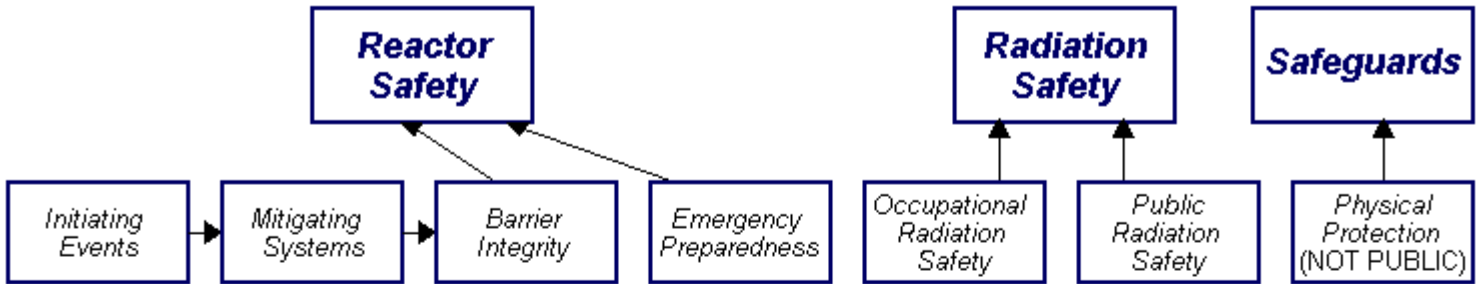 Reactor
Safety
Radiation
Safety
Safeguards
Initiating
Events
Mitigating
Systems
Barrier
Integrity
Emergency
Preparedness
Occupational
Radiation
Safety
Public
Radiation
Safety
Physical
Protection
(NOT PUBLIC)